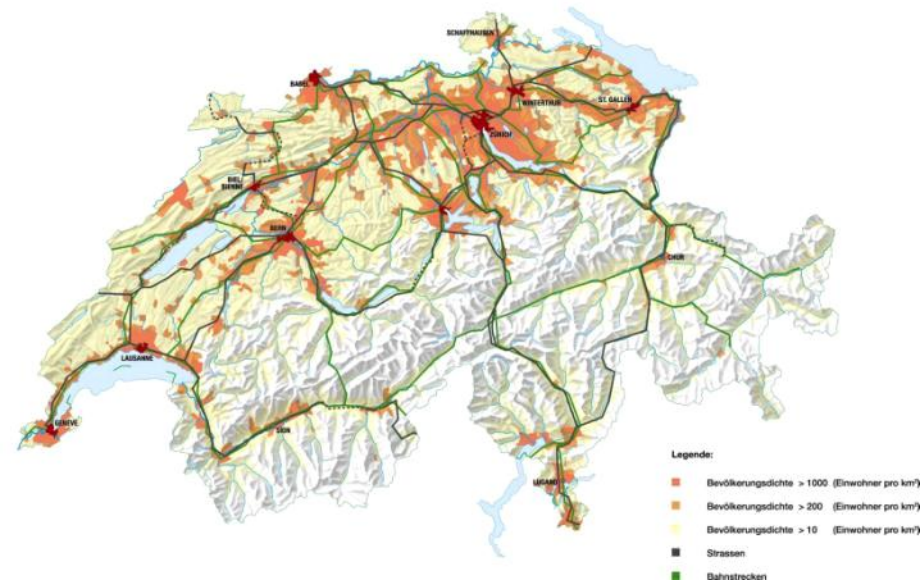 SCHAFFHAUSEN
BASEL
WINTERTHUR
ST. GALLEN
ZÜRICH
BIEL/
BIENNE
BERN
CHUR
LAUSANNE
GENÈVE
SION
LUGANO
Legende:
Bevölkerungsdichte > 1000 (Einwohner pro km²)
Bevölkerungsdichte > 200 (Einwohner pro km²)
Bevölkerungsdichte > 10 (Einwohner pro km²)
Strassen
Bahnstrecken